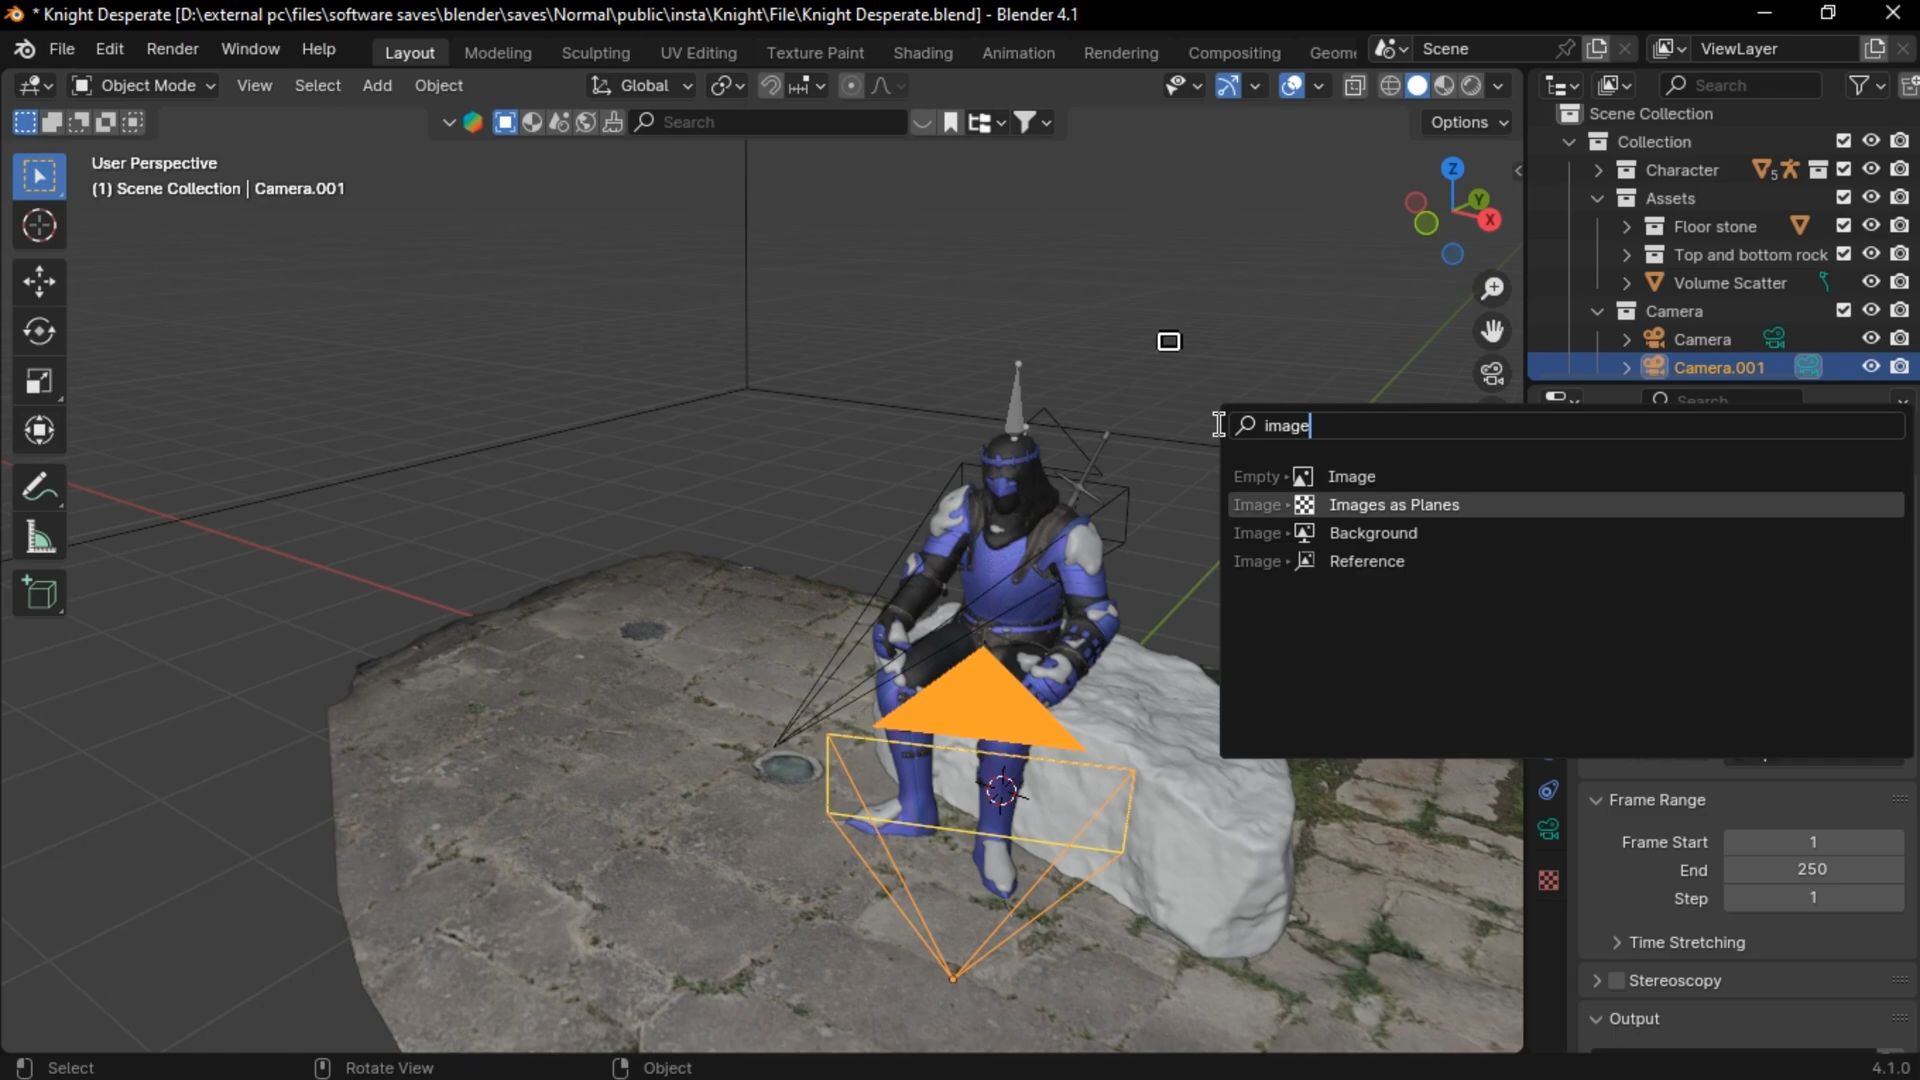 * Knight Desperate [D:\external pc\files\software saves\blender\saves\Normal\public\insta\Knight\File\Knight Desperate.blend] - Blender 4.1
File Edit Render Window Help
Layout Modeling Sculpting UV Editing Texture Paint Shading Animation Rendering Compositing Geome
Scene
ViewLayer
Object Mode View Select Add Object
Global
Search
Search
Options
User Perspective
(1) Scene Collection | Camera.001
Z
Y
X
Scene Collection
Collection
Character 5
Assets
Floor stone
Top and bottom rock
Volume Scatter
Camera
Camera
Camera.001
Search
image
Empty Image
Image Images as Planes
Image Background
Image Reference
Frame Range
Frame Start 1
End 250
Step 1
Time Stretching
Stereoscopy
Output
Select Rotate View Object 4.1.0